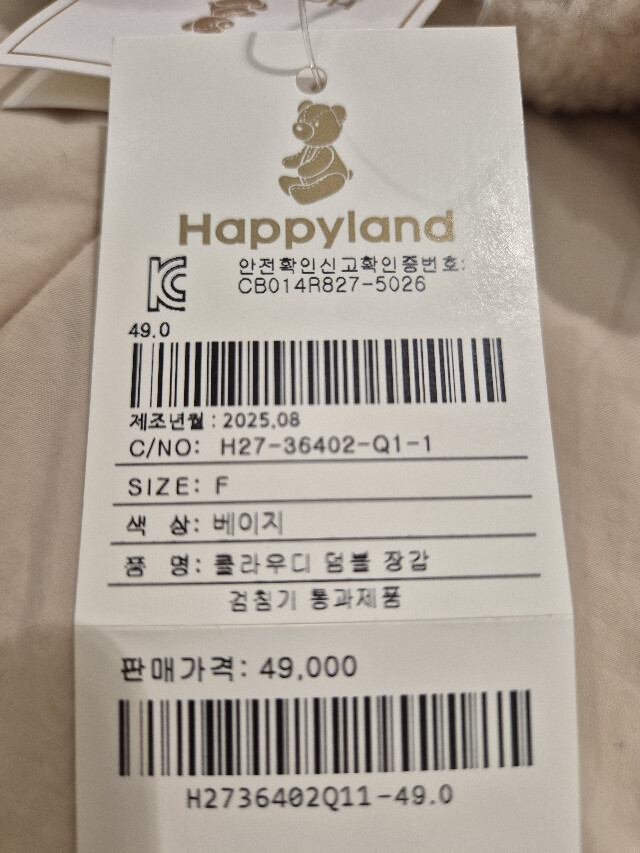 Happyland
안전확인신고확인증번호:
CB014R827-5026
49.0
제조년월 : 2025.08
C/NO: H27-36402-Q1-1
SIZE: F
색 상: 베이지
품 명: 클라우디 덤블 장갑
검침기 통과제품
판매가격: 49,000
H2736402Q11-49.0